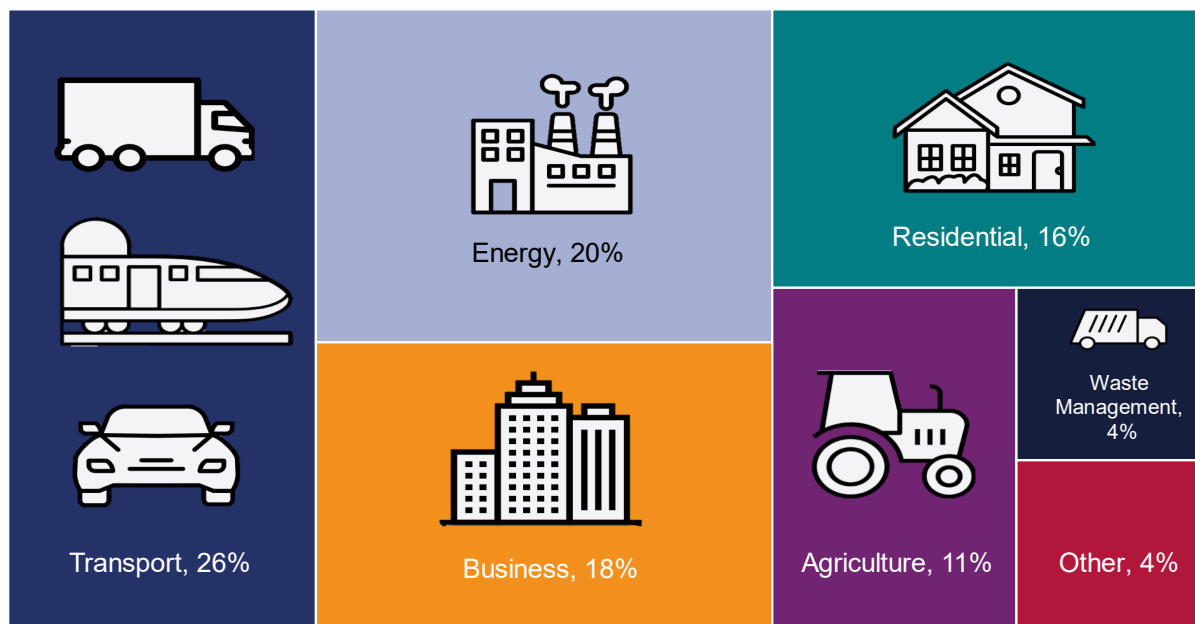 Transport, 26%
Energy, 20%
Business, 18%
Residential, 16%
Agriculture, 11%
Waste
Management,
4%
Other, 4%